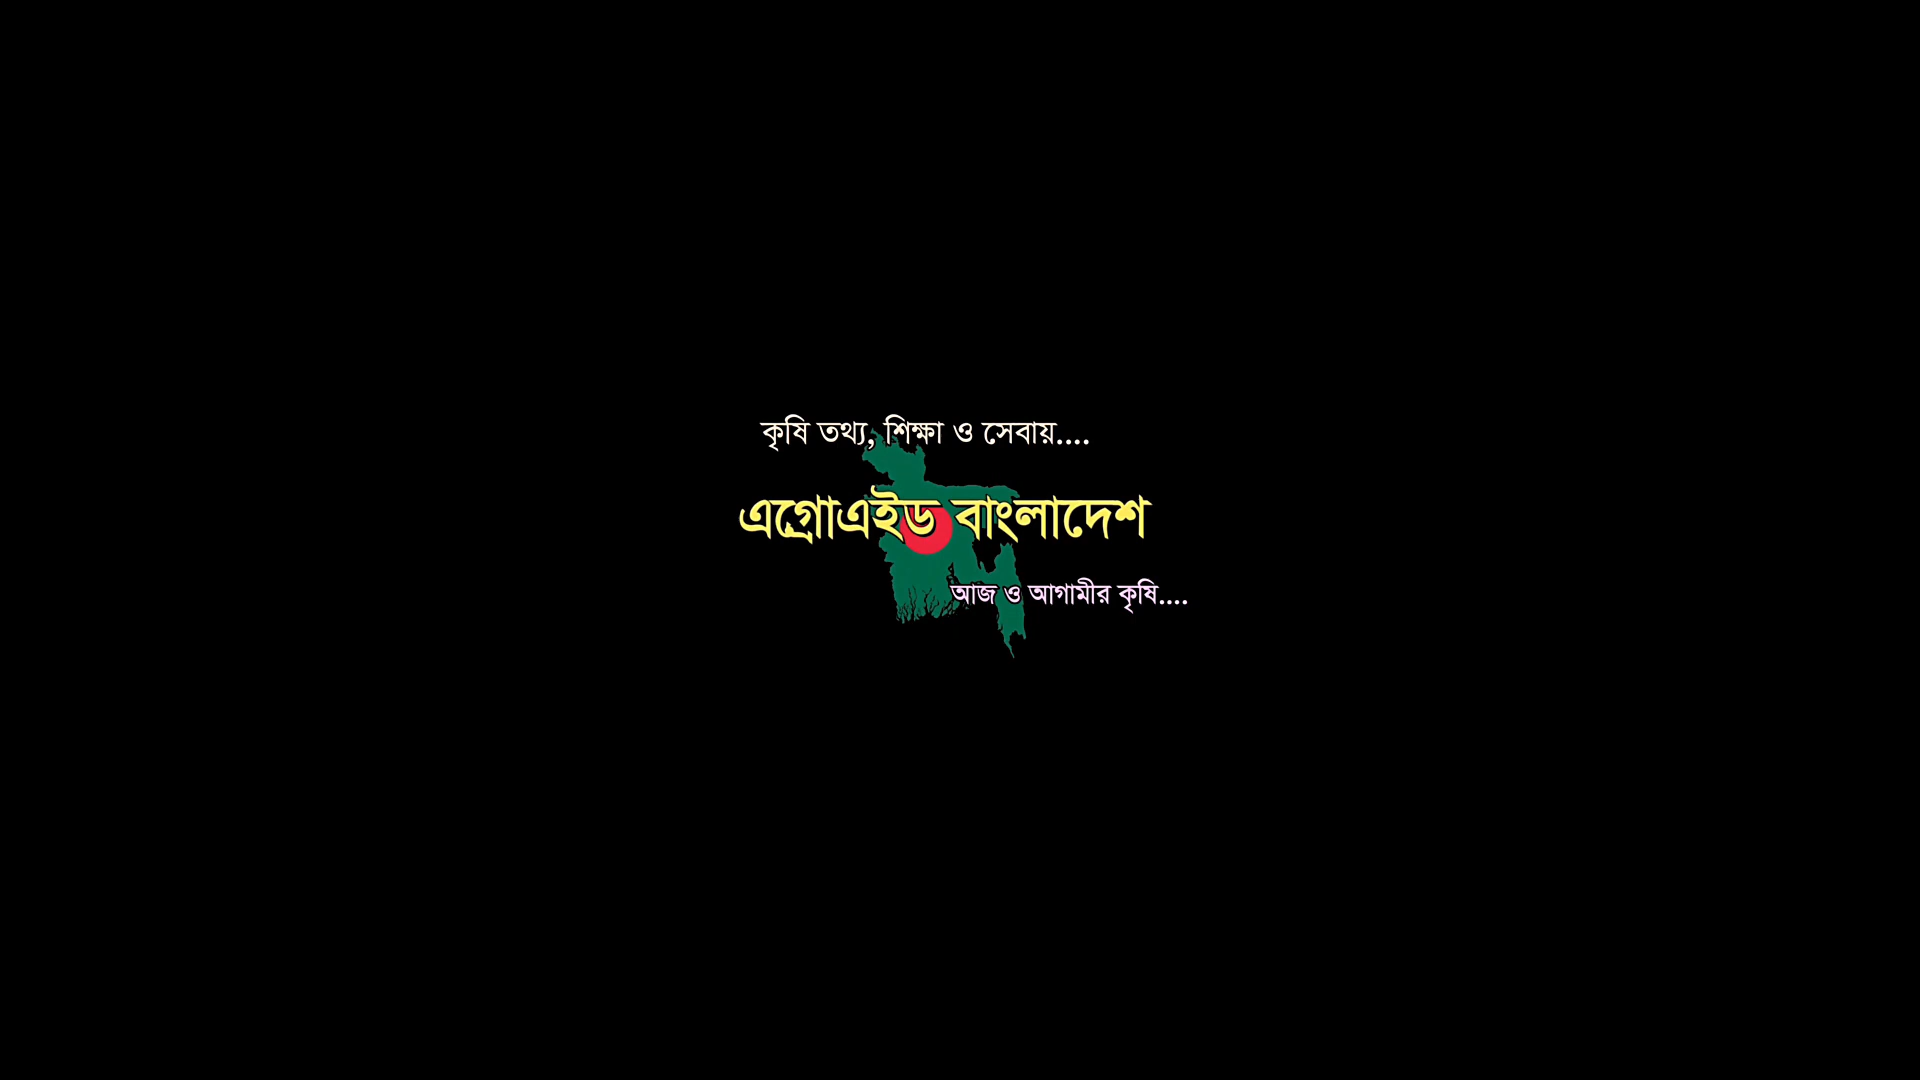 কৃষি তথ্য, শিক্ষা ও সেবায়....
এগ্রোএইড বাংলাদেশ
আজ ও আগামীর কৃষি....